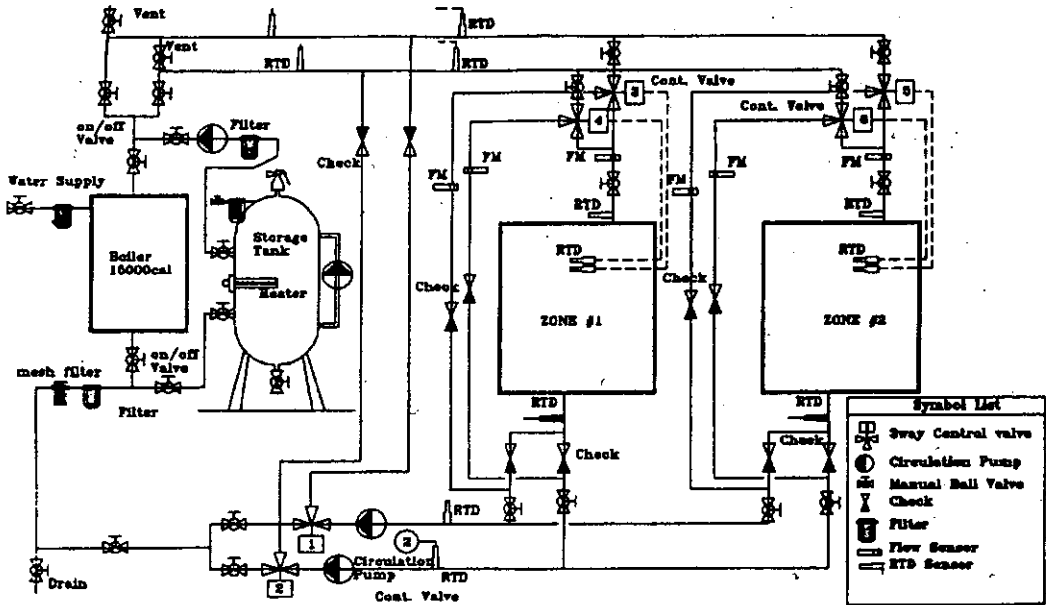 Vent
RTD
Vent
RTD
RTD
Cont. Valve
3
5
Cont. Valve
4
6
on/off
Valve
Filter
Check
FM
FM
FM
FM
FM
Water Supply
RTD
RTD
Storage
Tank
Boiler
15000cal
RTD
RTD
Heater
Check
Check
ZONE #1
ZONE #2
on/off
Valve
mesh filter
Filter
RTD
RTD
Check
Check
Symbol List
3way Control valve
Circulation Pump
Manual Ball Valve
Check
Filter
Flow Sensor
RTD Sensor
RTD
1
2
2
Circulation
Pump
RTD
Cont. Valve
Drain